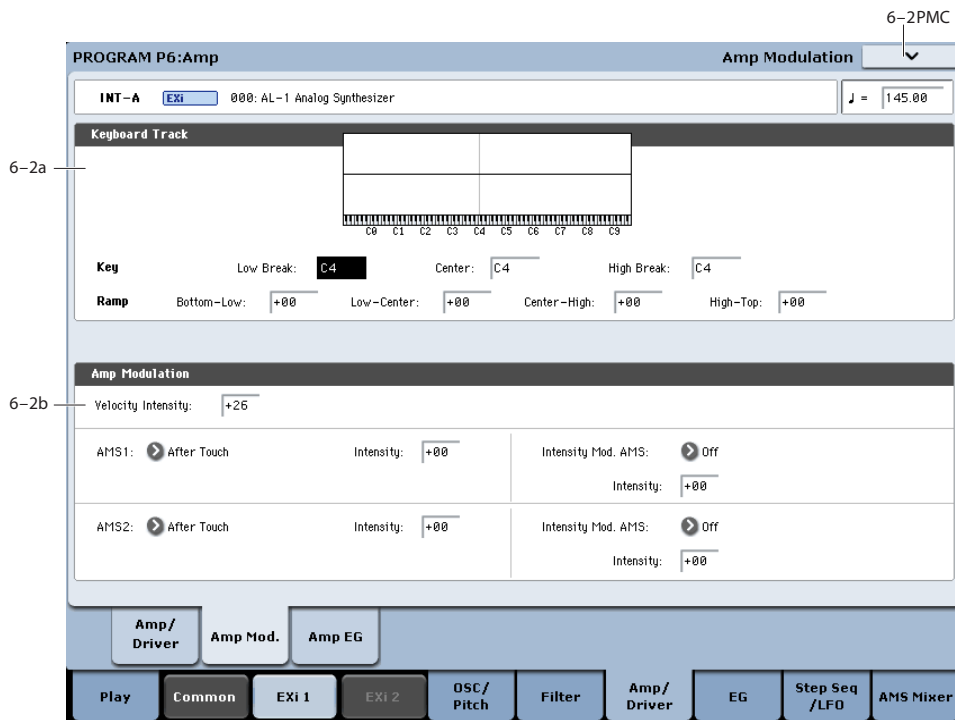 6–2PMC
PROGRAM P6:Amp Amp Modulation
INT-A EXi 000: AL-1 Analog Synthesizer ♩ = 145.00
Keyboard Track
6–2a
C0 C1 C2 C3 C4 C5 C6 C7 C8 C9
Key Low Break: C4 Center: C4 High Break: C4
Ramp Bottom-Low: +00 Low-Center: +00 Center-High: +00 High-Top: +00
Amp Modulation
6–2b
Velocity Intensity: +26
AMS1: After Touch Intensity: +00 Intensity Mod. AMS: Off
Intensity: +00
AMS2: After Touch Intensity: +00 Intensity Mod. AMS: Off
Intensity: +00
Amp/ Driver Amp Mod. Amp EG
Play Common EXi 1 EXi 2 OSC/ Pitch Filter Amp/ Driver EG Step Seq /LFO AMS Mixer